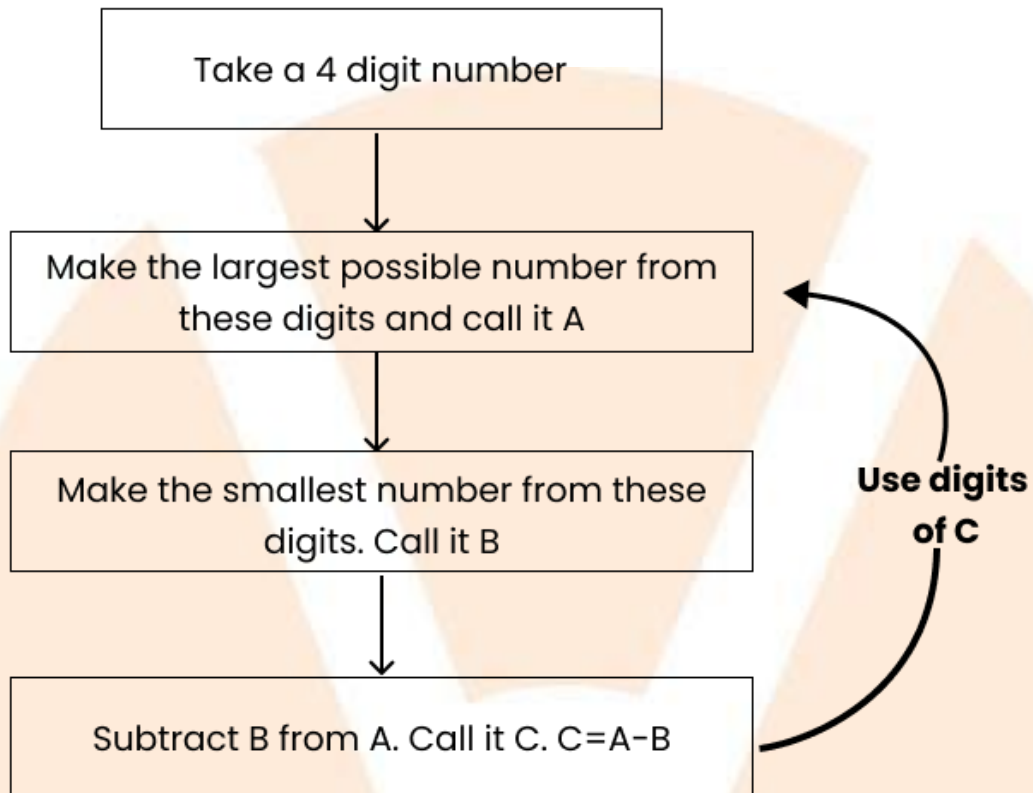 Take a 4 digit number
Make the largest possible number from
these digits and call it A
Make the smallest number from these
digits. Call it B
Use digits
of C
Subtract B from A. Call it C. C=A-B